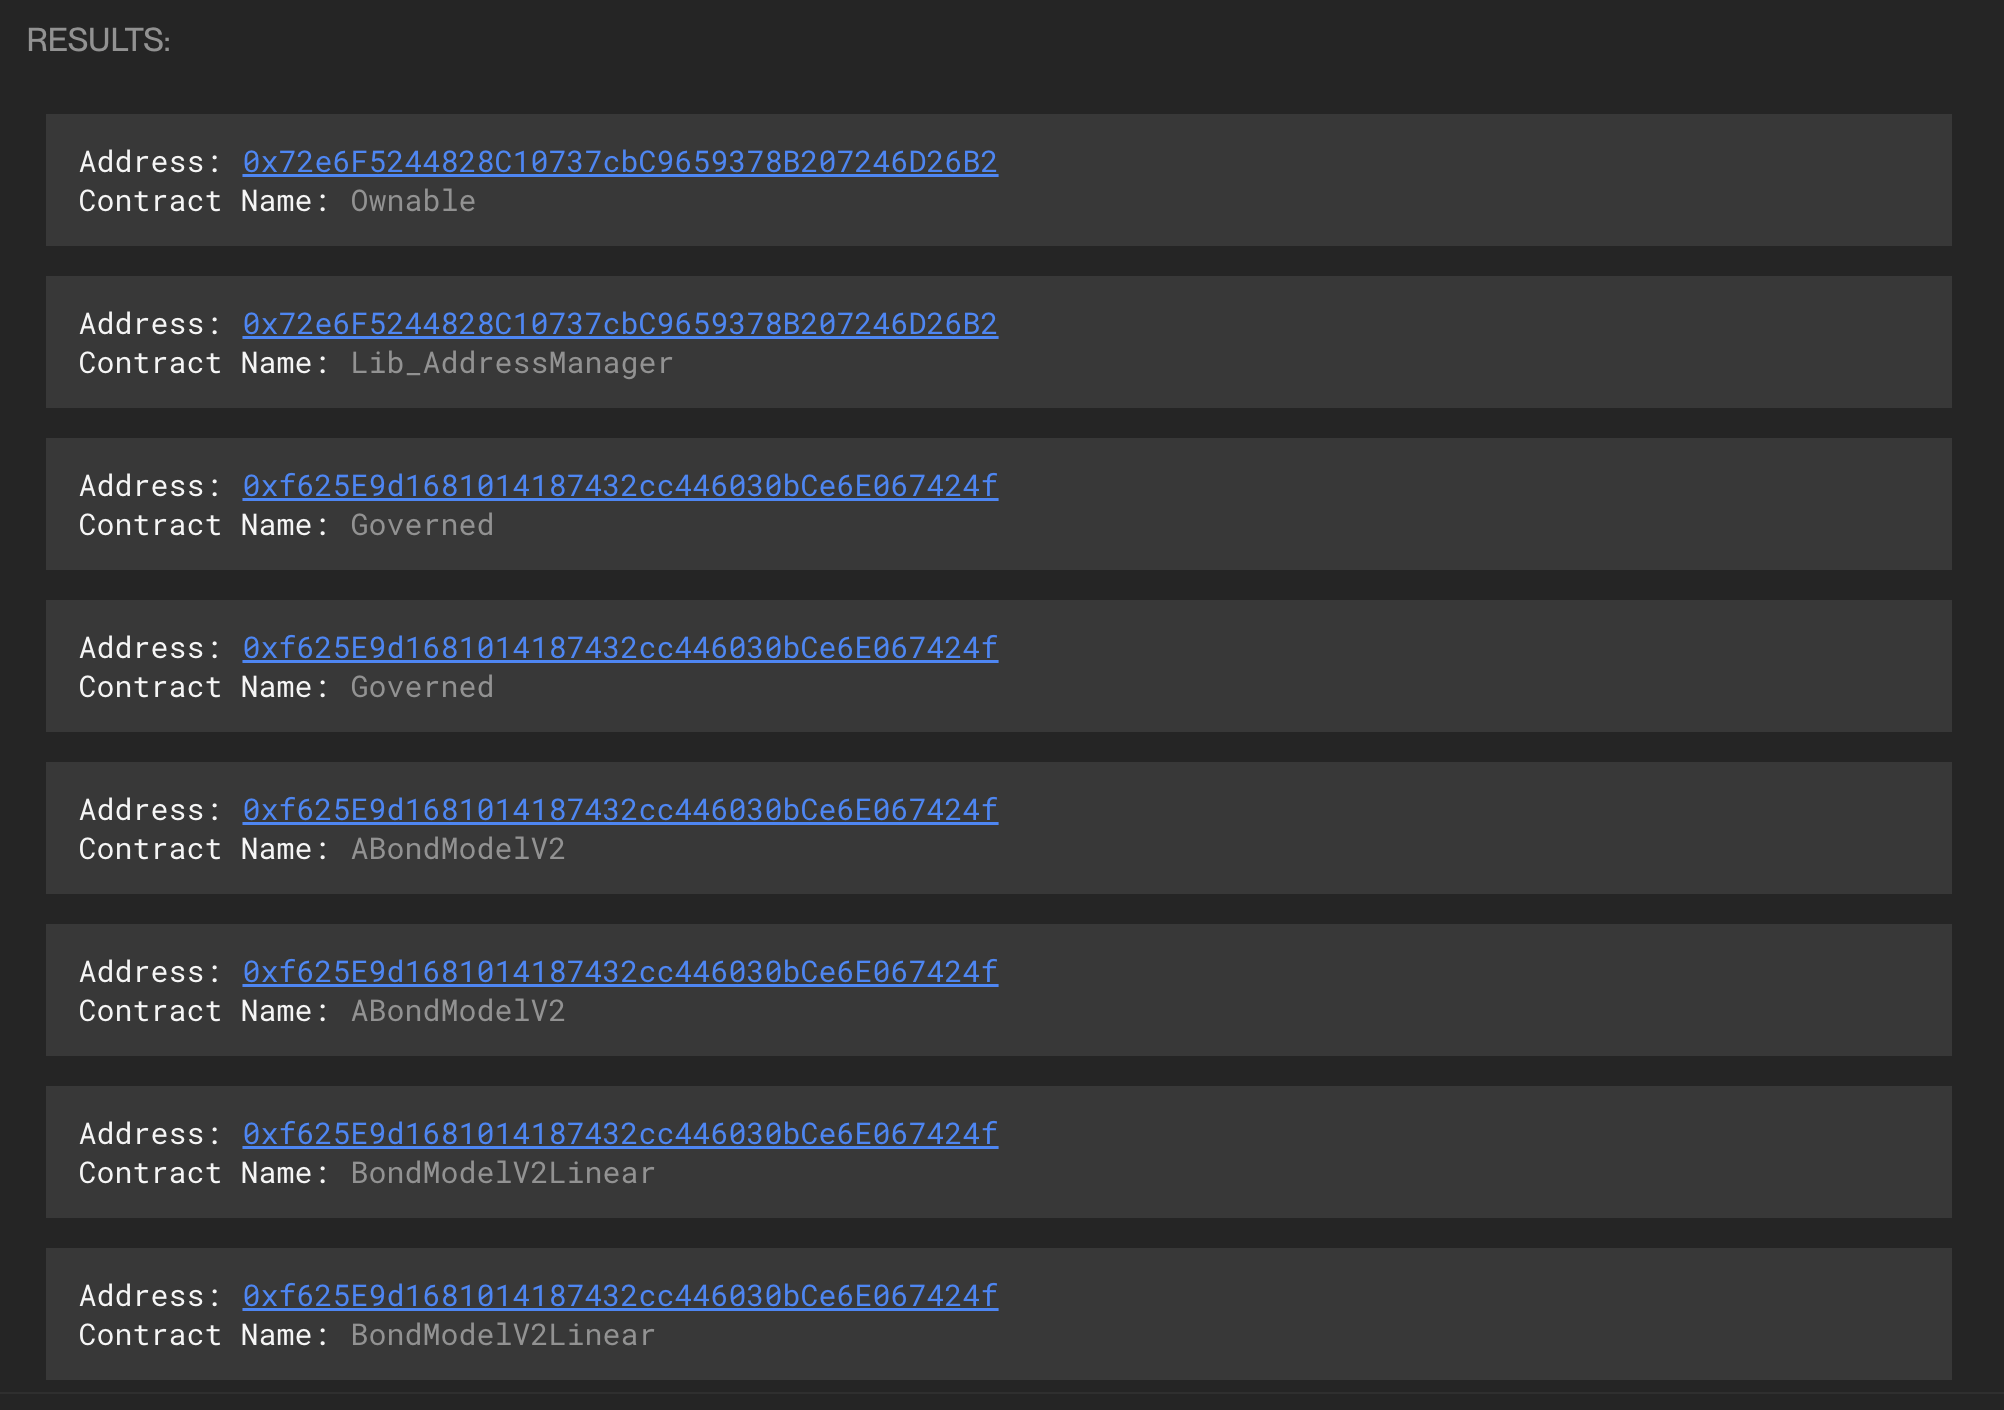 RESULTS:
Address: 0x72e6F5244828C10737cbC9659378B207246D26B2
Contract Name: Ownable
Address: 0x72e6F5244828C10737cbC9659378B207246D26B2
Contract Name: Lib_AddressManager
Address: 0xf625E9d1681014187432cc446030bCe6E067424f
Contract Name: Governed
Address: 0xf625E9d1681014187432cc446030bCe6E067424f
Contract Name: Governed
Address: 0xf625E9d1681014187432cc446030bCe6E067424f
Contract Name: ABondModelV2
Address: 0xf625E9d1681014187432cc446030bCe6E067424f
Contract Name: ABondModelV2
Address: 0xf625E9d1681014187432cc446030bCe6E067424f
Contract Name: BondModelV2Linear
Address: 0xf625E9d1681014187432cc446030bCe6E067424f
Contract Name: BondModelV2Linear